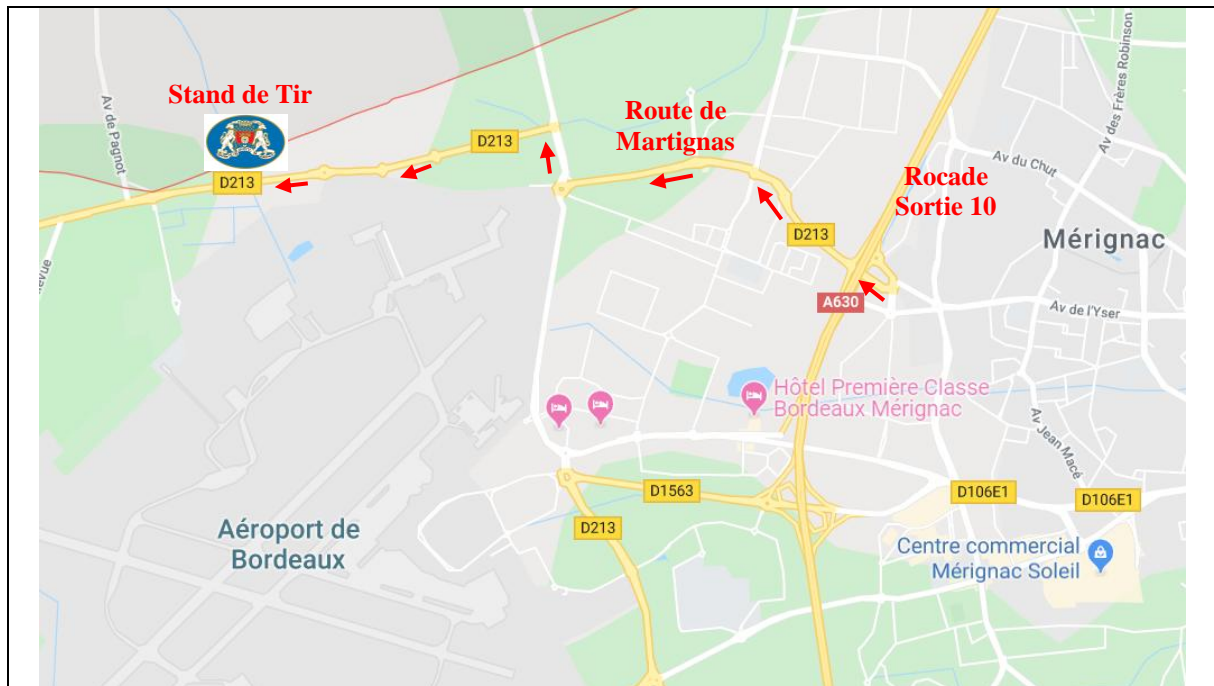 Stand de Tir
Av de Pagnot
D213
D213
Route de
Martignas
Rocade
Sortie 10
Av des Frères Robinson
Av du Chut
Mérignac
D213
A630
Av de l'Yser
evue
Hôtel Première Classe
Bordeaux Mérignac
Av Jean Macé
D1563
D106E1
D106E1
D213
Aéroport de
Bordeaux
Centre commercial
Mérignac Soleil